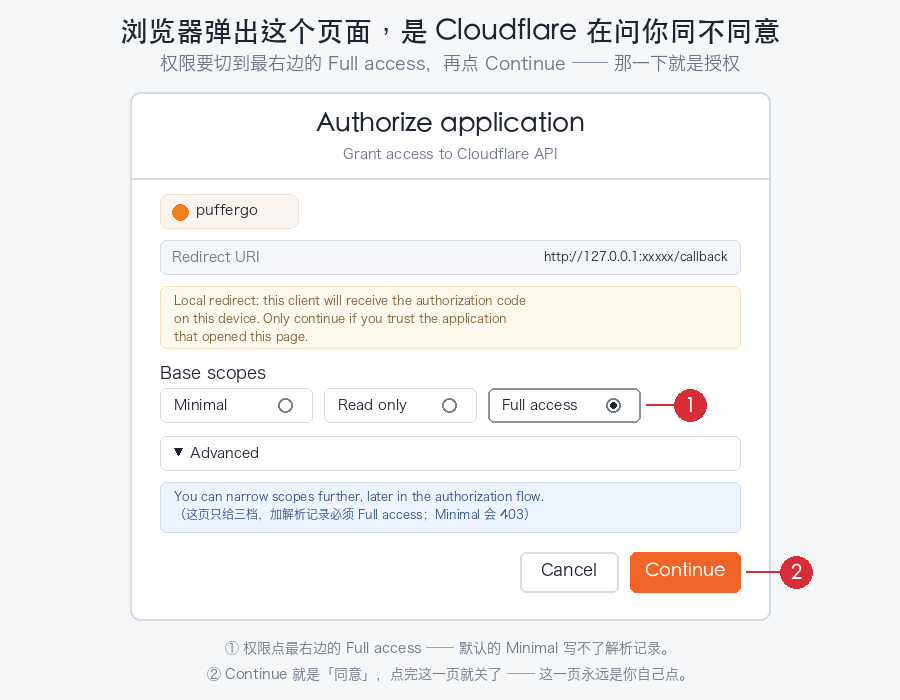 浏览器弹出这个页面，是 Cloudflare 在问你同不同意
权限要切到最右边的 Full access，再点 Continue —— 那一下就是授权
Authorize application
Grant access to Cloudflare API
puffergo
Redirect URI http://127.0.0.1:xxxxx/callback
Local redirect: this client will receive the authorization code
on this device. Only continue if you trust the application
that opened this page.
Base scopes
Minimal Read only Full access 1
▼ Advanced
You can narrow scopes further, later in the authorization flow.
（这页只给三档，加解析记录必须 Full access；Minimal 会 403）
Cancel Continue 2
① 权限点最右边的 Full access —— 默认的 Minimal 写不了解析记录。
② Continue 就是「同意」，点完这一页就关了 —— 这一页永远是你自己点。